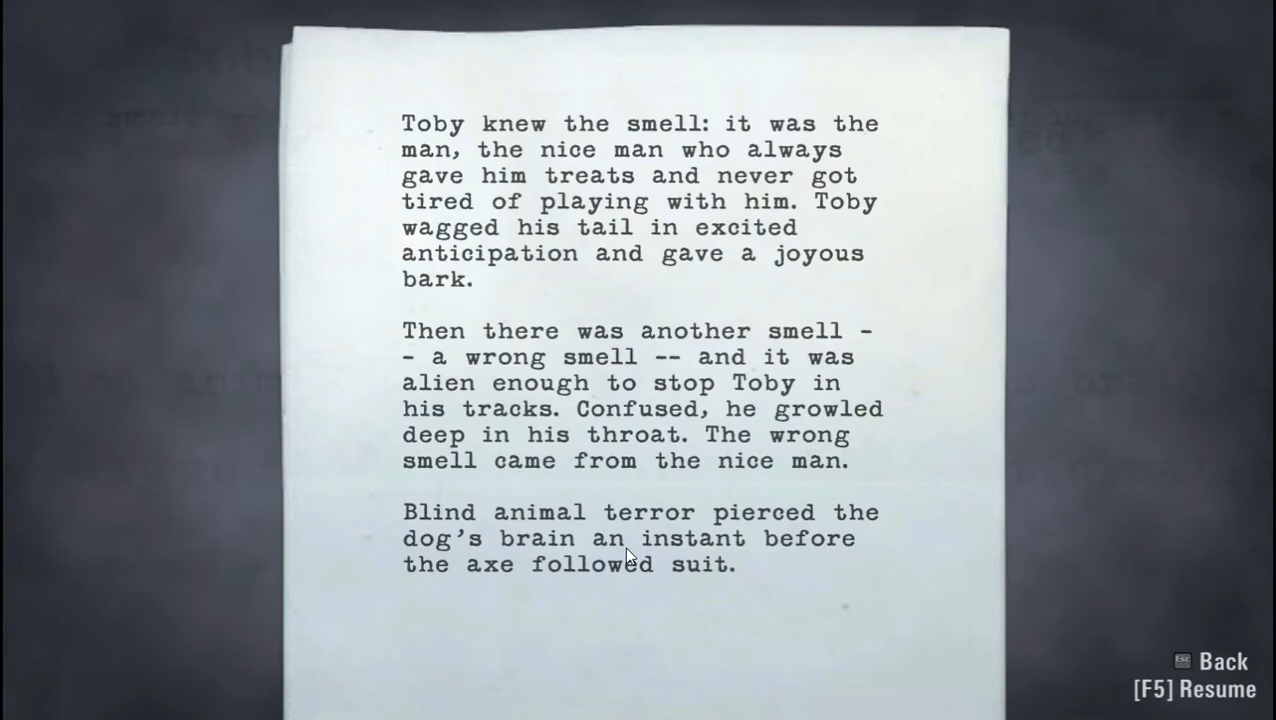 Toby knew the smell: it was the
man, the nice man who always
gave him treats and never got
tired of playing with him. Toby
wagged his tail in excited
anticipation and gave a joyous
bark.
Then there was another smell -
- a wrong smell -- and it was
alien enough to stop Toby in
his tracks. Confused, he growled
deep in his throat. The wrong
smell came from the nice man.
Blind animal terror pierced the
dog's brain an instant before
the axe followed suit.
Esc Back
[F5] Resume